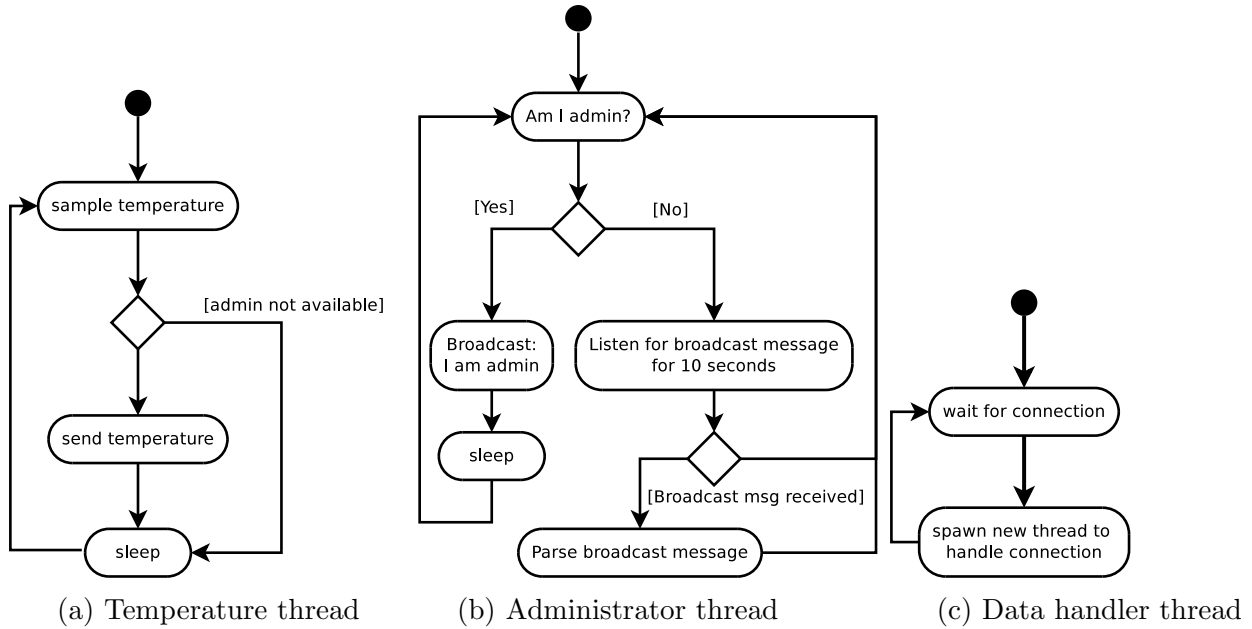 sample temperature
[admin not available]
send temperature
sleep
(a) Temperature thread
Am I admin?
[Yes]
[No]
Broadcast:
I am admin
sleep
Listen for broadcast message
for 10 seconds
[Broadcast msg received]
Parse broadcast message
(b) Administrator thread
wait for connection
spawn new thread to
handle connection
(c) Data handler thread